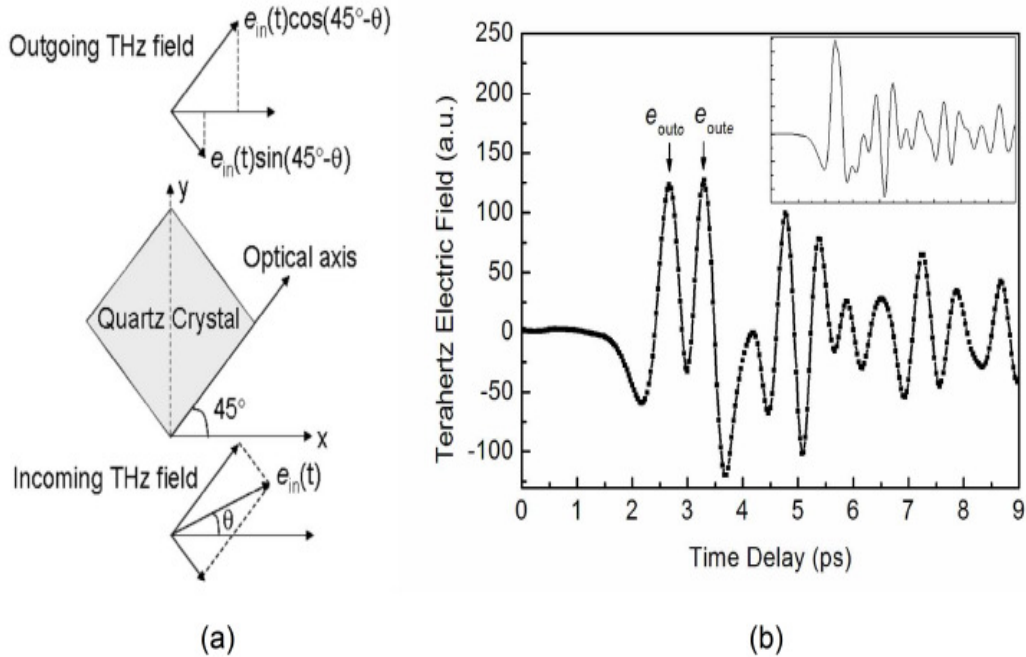 Outgoing THz field
e_in(t)cos(45°-θ)
e_in(t)sin(45°-θ)
y
Optical axis
Quartz Crystal
45°
x
Incoming THz field
e_in(t)
θ
(a)
Terahertz Electric Field (a.u.)
250
200
150
100
50
0
-50
-100
e_outo
e_oute
0 1 2 3 4 5 6 7 8 9
Time Delay (ps)
(b)